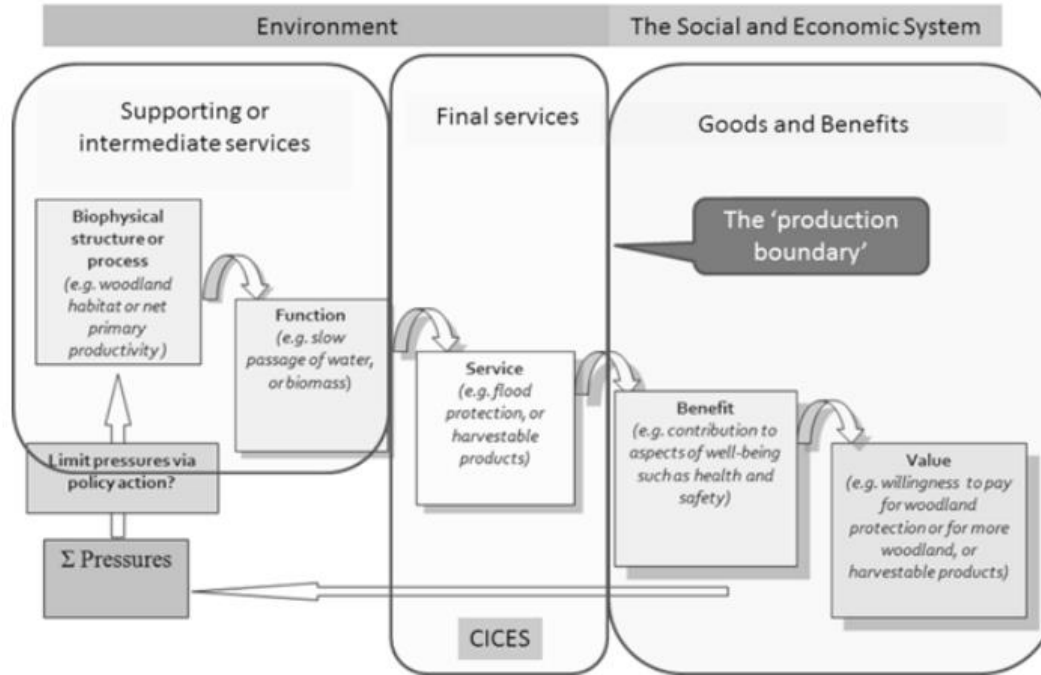 Environment
The Social and Economic System
Supporting or
intermediate services
Final services
Goods and Benefits
The ‘production
boundary’
Biophysical
structure or
process
(e.g. woodland
habitat or net
primary
productivity )
Function
(e.g. slow
passage of water,
or biomass)
Service
(e.g. flood
protection, or
harvestable
products)
Benefit
(e.g. contribution to
aspects of well-being
such as health and
safety)
Value
(e.g. willingness to pay
for woodland
protection or for more
woodland, or
harvestable products)
Limit pressures via
policy action?
Σ Pressures
CICES